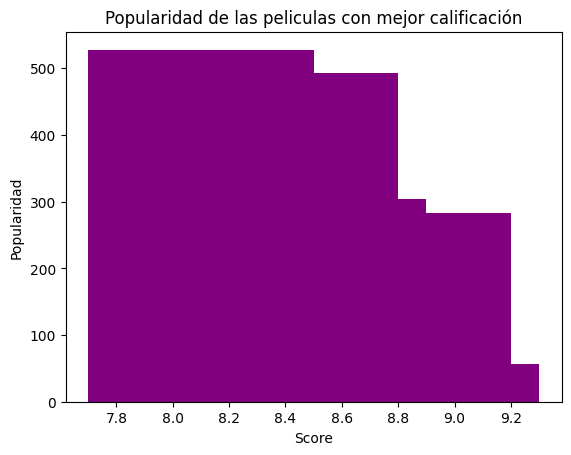 Popularidad de las peliculas con mejor calificación
Popularidad
500
400
300
200
100
0
7.8 8.0 8.2 8.4 8.6 8.8 9.0 9.2
Score